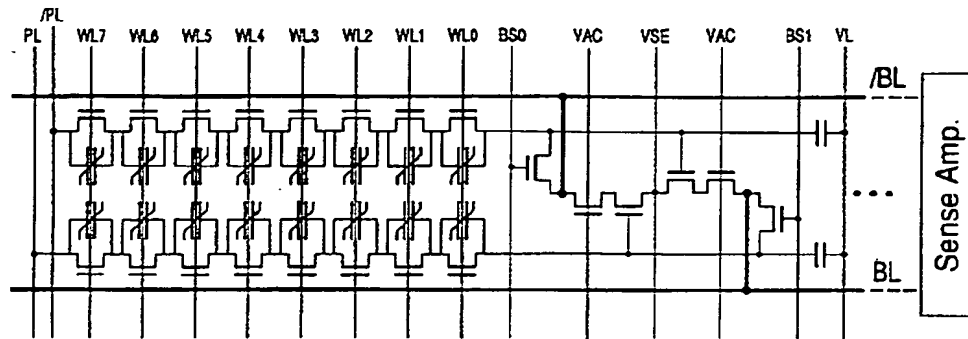 /PL
PL WL7 WL6 WL5 WL4 WL3 WL2 WL1 WL0 BS0 VAC VSE VAC BS1 VL
/BL
BL
Sense Amp.